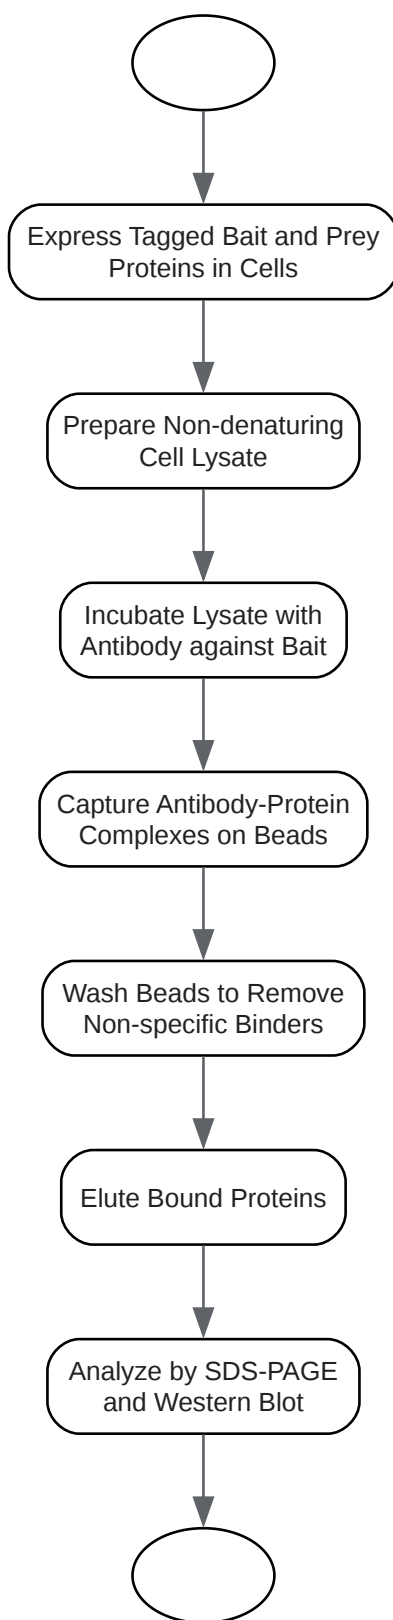 Express Tagged Bait and Prey
Proteins in Cells
Prepare Non-denaturing
Cell Lysate
Incubate Lysate with
Antibody against Bait
Capture Antibody-Protein
Complexes on Beads
Wash Beads to Remove
Non-specific Binders
Elute Bound Proteins
Analyze by SDS-PAGE
and Western Blot